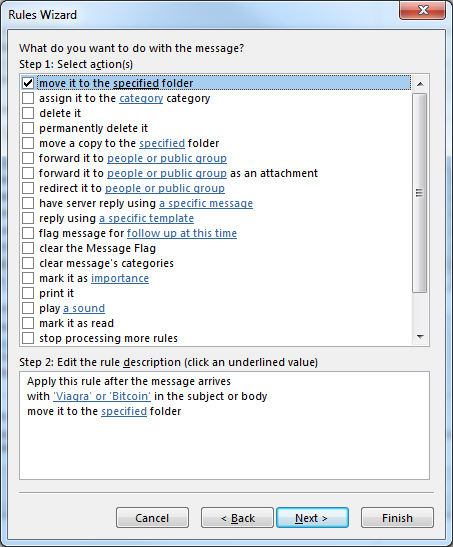 Rules Wizard
What do you want to do with the message?
Step 1: Select action(s)
move it to the specified folder
assign it to the category category
delete it
permanently delete it
move a copy to the specified folder
forward it to people or public group
forward it to people or public group as an attachment
redirect it to people or public group
have server reply using a specific message
reply using a specific template
flag message for follow up at this time
clear the Message Flag
clear message's categories
mark it as importance
print it
play a sound
mark it as read
stop processing more rules
Step 2: Edit the rule description (click an underlined value)
Apply this rule after the message arrives
with 'Viagra' or 'Bitcoin' in the subject or body
move it to the specified folder
Cancel < Back Next > Finish